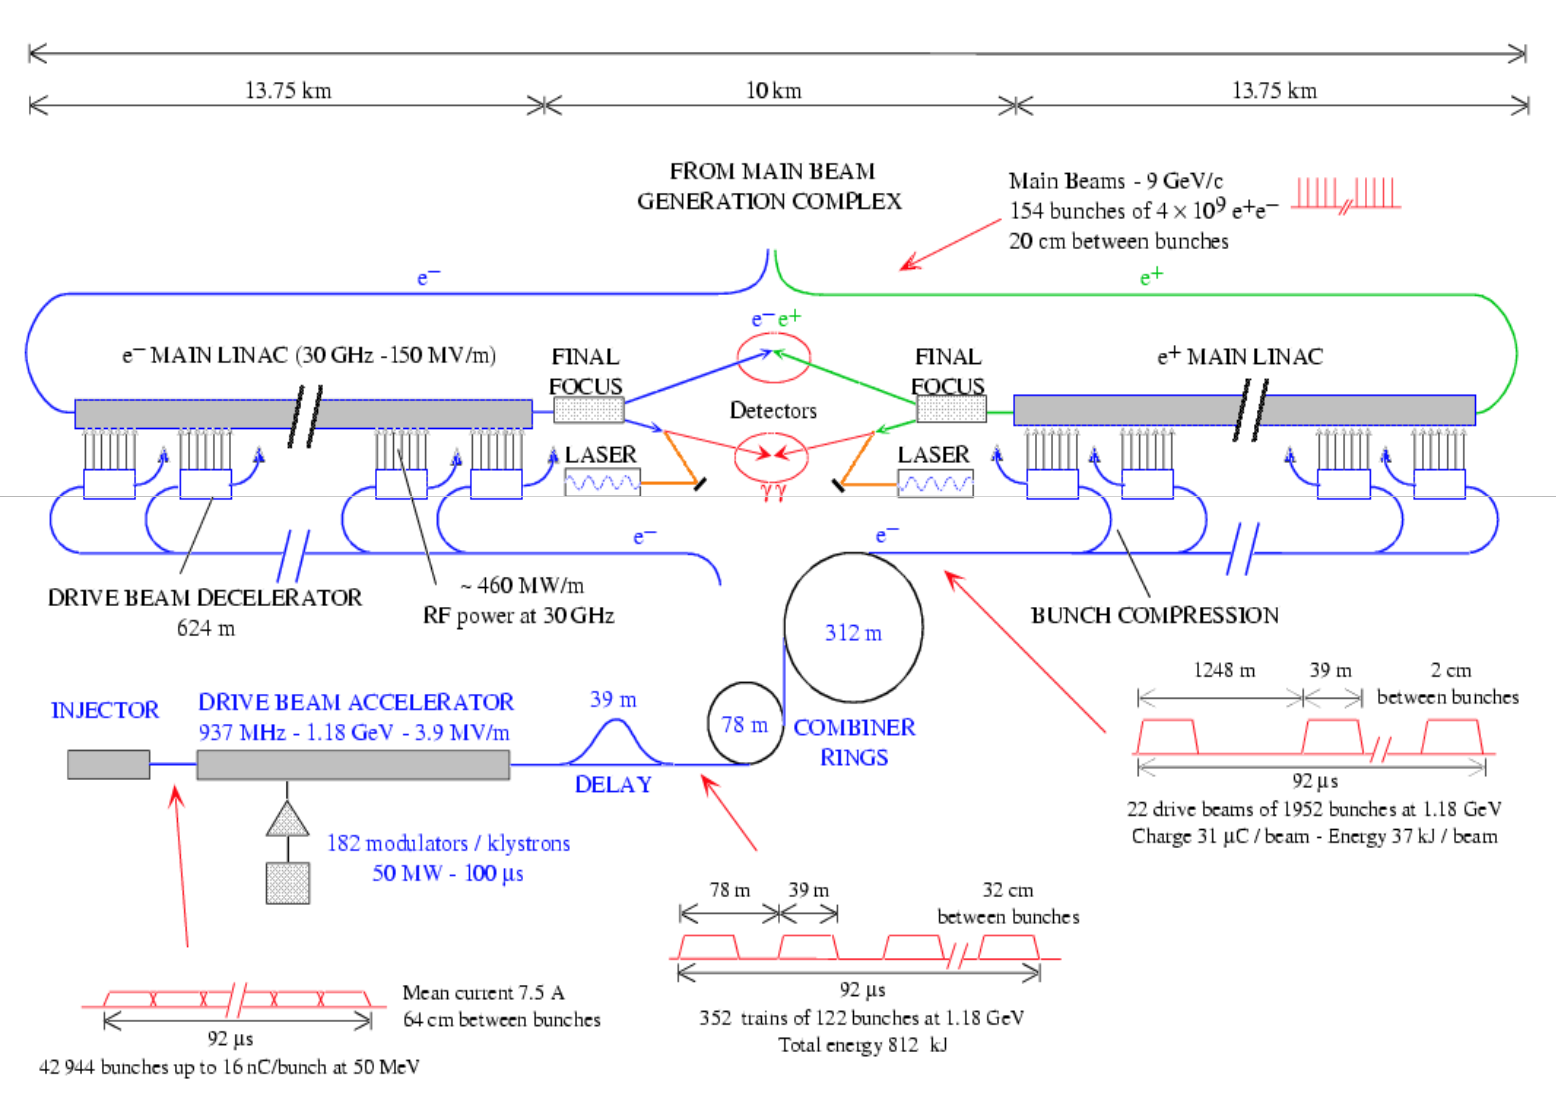 13.75 km
10 km
13.75 km
FROM MAIN BEAM
GENERATION COMPLEX
Main Beams - 9 GeV/c
154 bunches of 4 × 10⁹ e⁺e⁻
20 cm between bunches
e⁻
e⁺
e⁻ e⁺
e⁻ MAIN LINAC (30 GHz -150 MV/m)
FINAL
FOCUS
FINAL
FOCUS
e⁺ MAIN LINAC
Detectors
LASER
LASER
γ γ
e⁻
e⁻
DRIVE BEAM DECELERATOR
624 m
~ 460 MW/m
RF power at 30 GHz
BUNCH COMPRESSION
312 m
78 m
COMBINER
RINGS
INJECTOR
DRIVE BEAM ACCELERATOR
937 MHz - 1.18 GeV - 3.9 MV/m
39 m
DELAY
182 modulators / klystrons
50 MW - 100 µs
1248 m
39 m
2 cm
between bunches
92 µs
22 drive beams of 1952 bunches at 1.18 GeV
Charge 31 µC / beam - Energy 37 kJ / beam
78 m
39 m
32 cm
between bunches
92 µs
352 trains of 122 bunches at 1.18 GeV
Total energy 812 kJ
Mean current 7.5 A
64 cm between bunches
92 µs
42 944 bunches up to 16 nC/bunch at 50 MeV